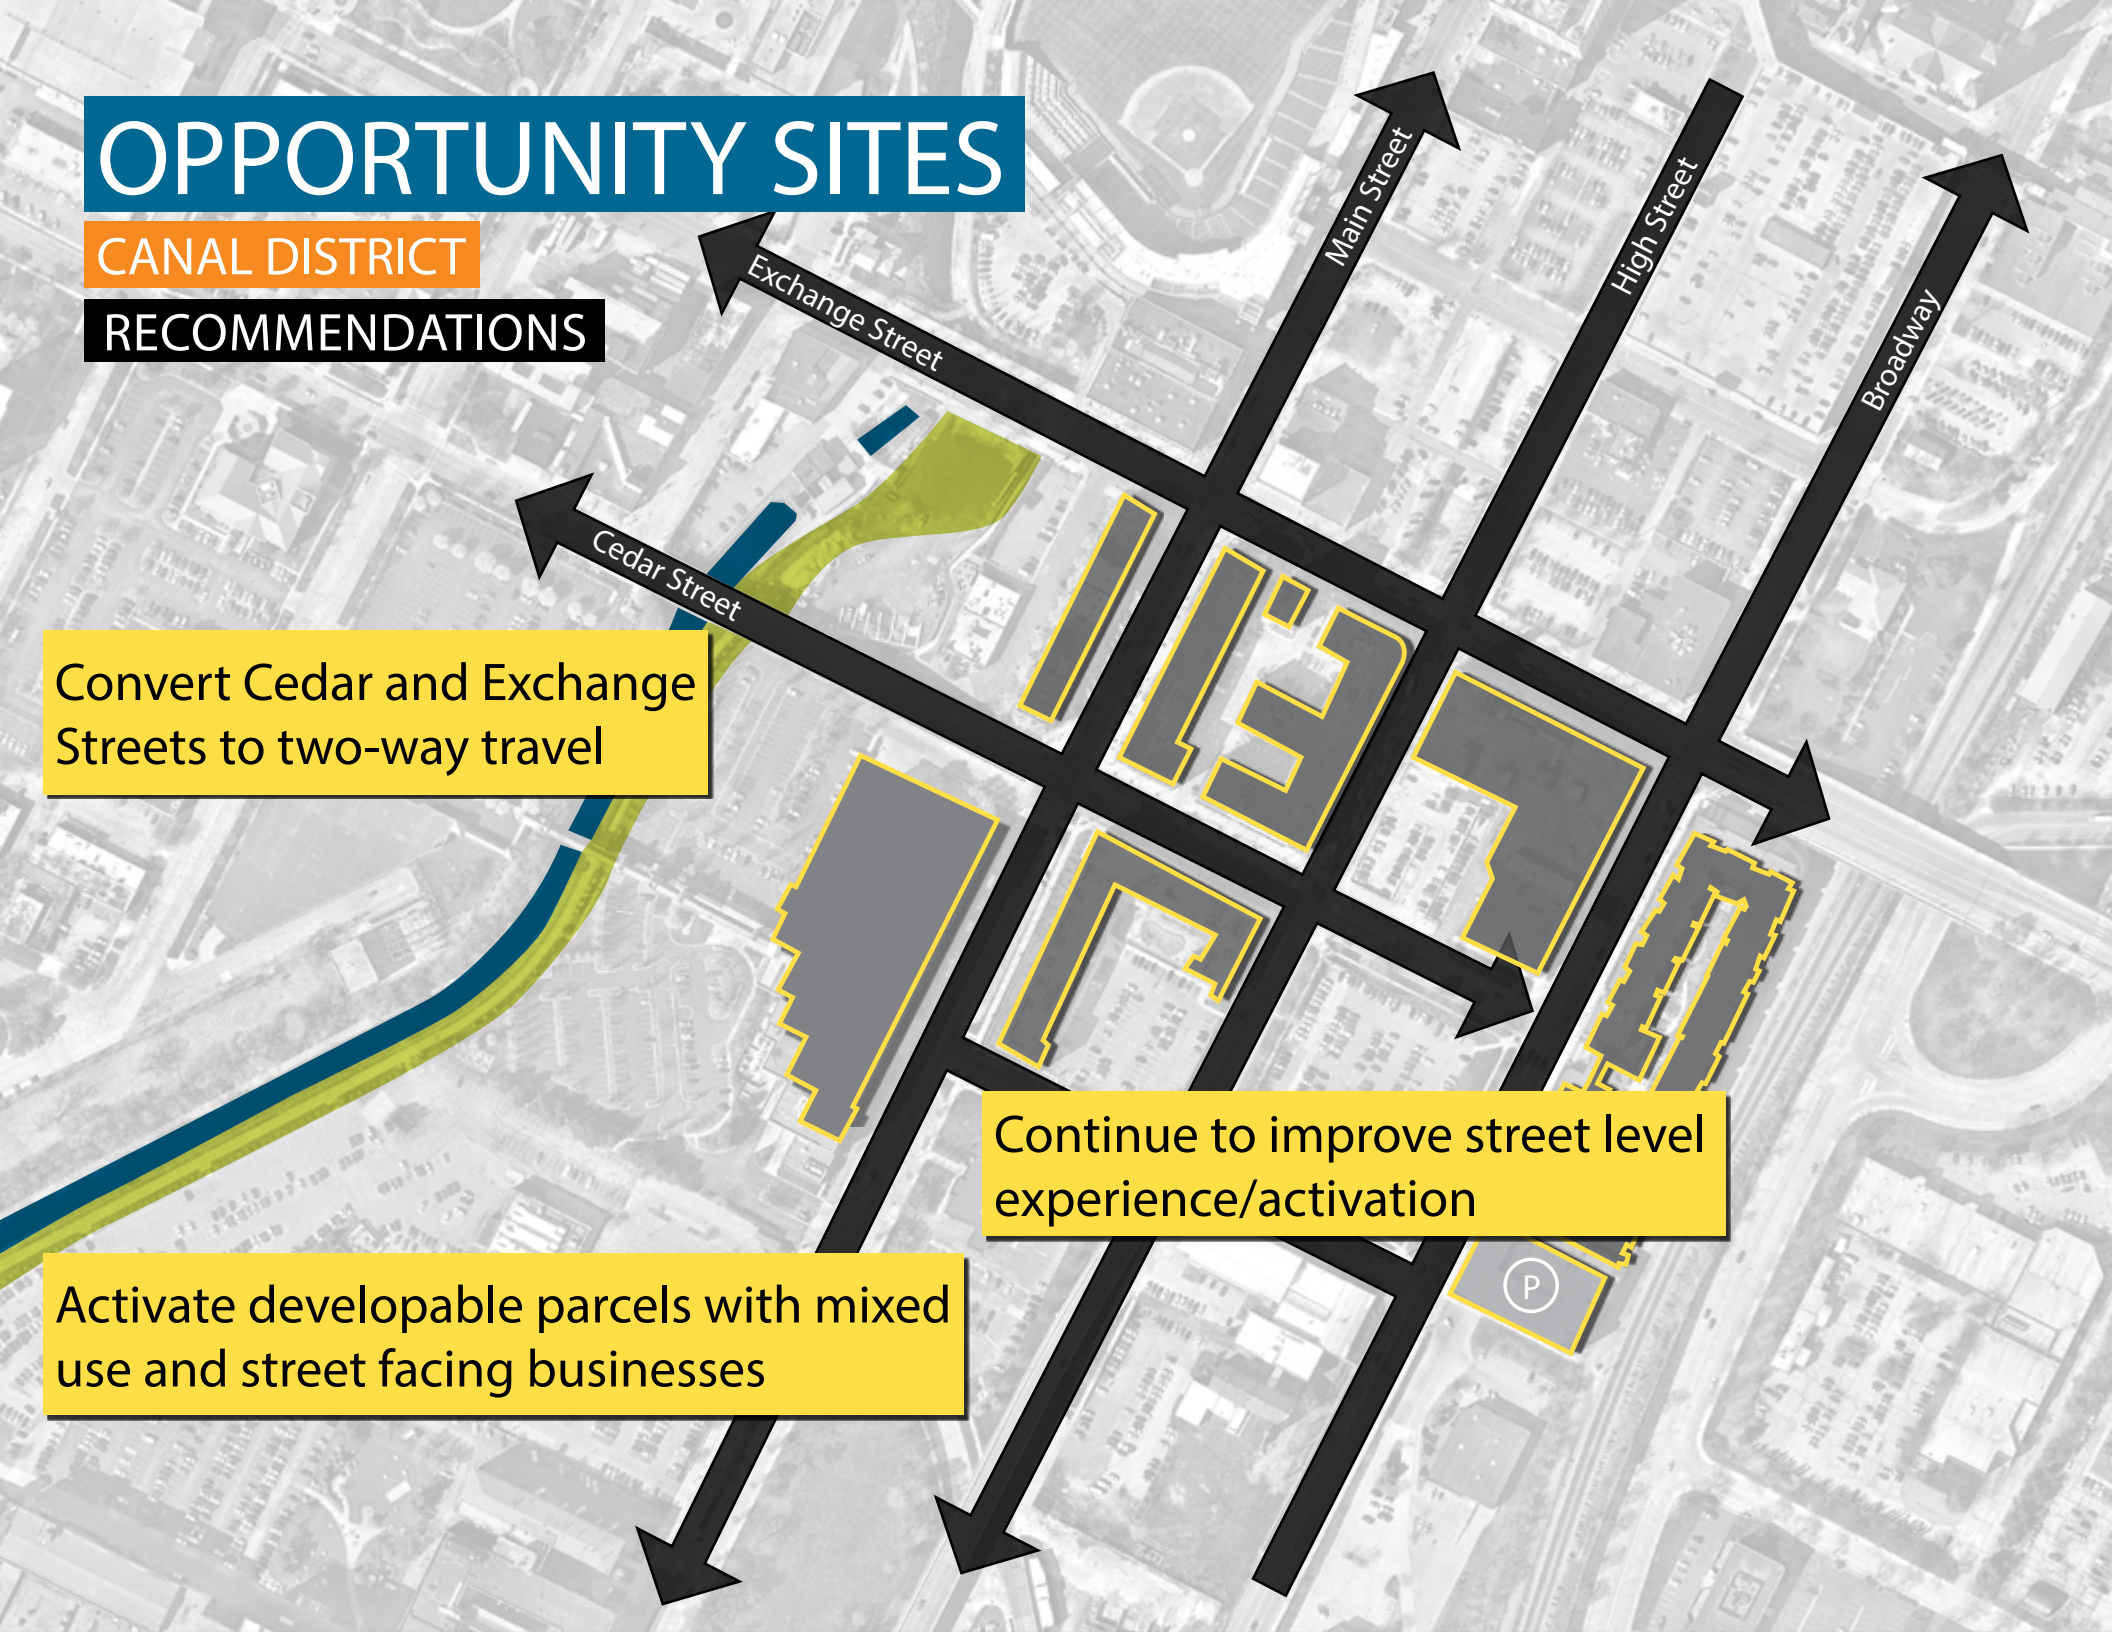 OPPORTUNITY SITES
CANAL DISTRICT
RECOMMENDATIONS
Main Street
High Street
Broadway
Exchange Street
Cedar Street
Convert Cedar and Exchange
Streets to two-way travel
Continue to improve street level
experience/activation
Activate developable parcels with mixed
use and street facing businesses
P